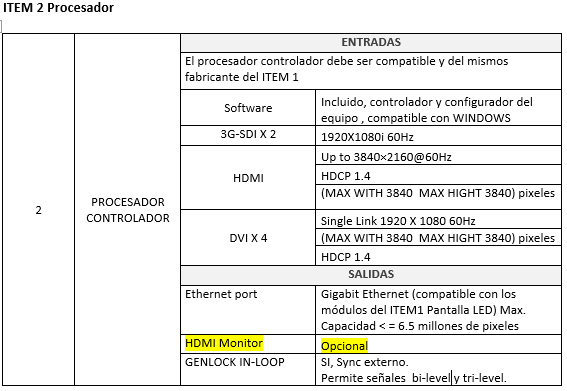 ITEM 2 Procesador
ENTRADAS
El procesador controlador debe ser compatible y del mismos
fabricante del ITEM 1
Software
Incluido, controlador y configurador del
equipo , compatible con WINDOWS
3G-SDI X 2
1920X1080i 60Hz
HDMI
Up to 3840×2160@60Hz
HDCP 1.4
(MAX WITH 3840  MAX HIGHT 3840) pixeles
2
PROCESADOR
CONTROLADOR
DVI X 4
Single Link 1920 X 1080 60Hz
(MAX WITH 3840  MAX HIGHT 3840) pixeles
HDCP 1.4
SALIDAS
Ethernet port
Gigabit Ethernet (compatible con los
módulos del ITEM1 Pantalla LED) Max.
Capacidad < = 6.5 millones de pixeles
HDMI Monitor
Opcional
GENLOCK IN-LOOP
SI, Sync externo.
Permite señales  bi-level y tri-level.